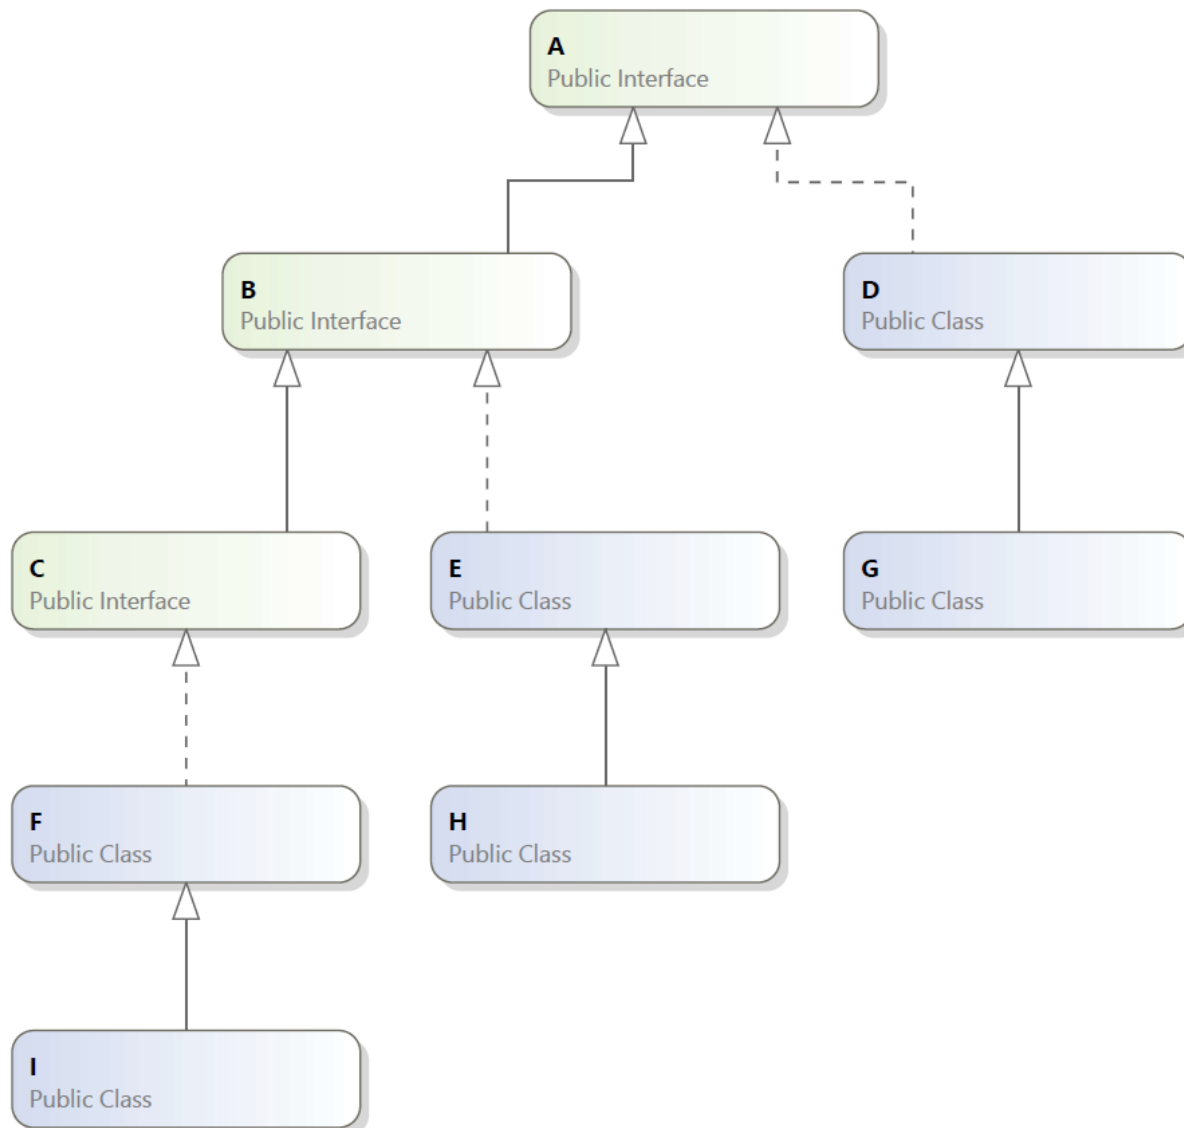 A
Public Interface
B
Public Interface
D
Public Class
C
Public Interface
E
Public Class
G
Public Class
F
Public Class
H
Public Class
I
Public Class